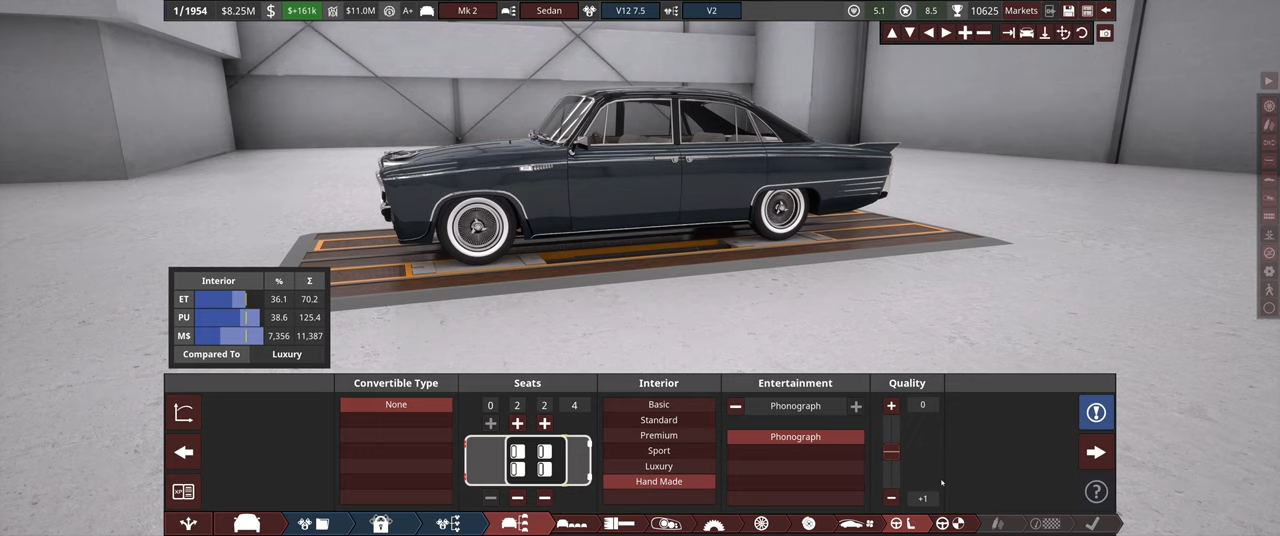 1/1954 $8.25M $+161k $11.0M A+ Mk 2 Sedan V12 7.5 V2 5.1 8.5 10625 Markets
Interior % Σ
ET 36.1 70.2
PU 38.6 125.4
M$ 7,356 11,387
Compared To Luxury
Convertible Type Seats Interior Entertainment Quality
None 0 2 2 4 Basic Phonograph 0
Standard
Premium Phonograph
Sport
Luxury
Hand Made
+1
XP